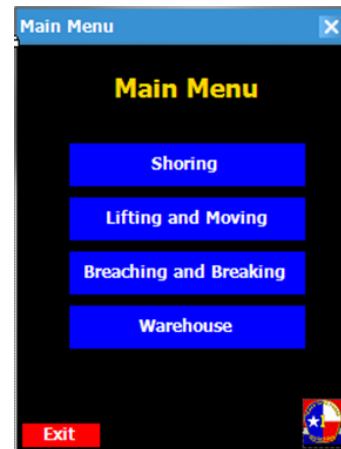 Main Menu
Main Menu
Shoring
Lifting and Moving
Breaching and Breaking
Warehouse
Exit